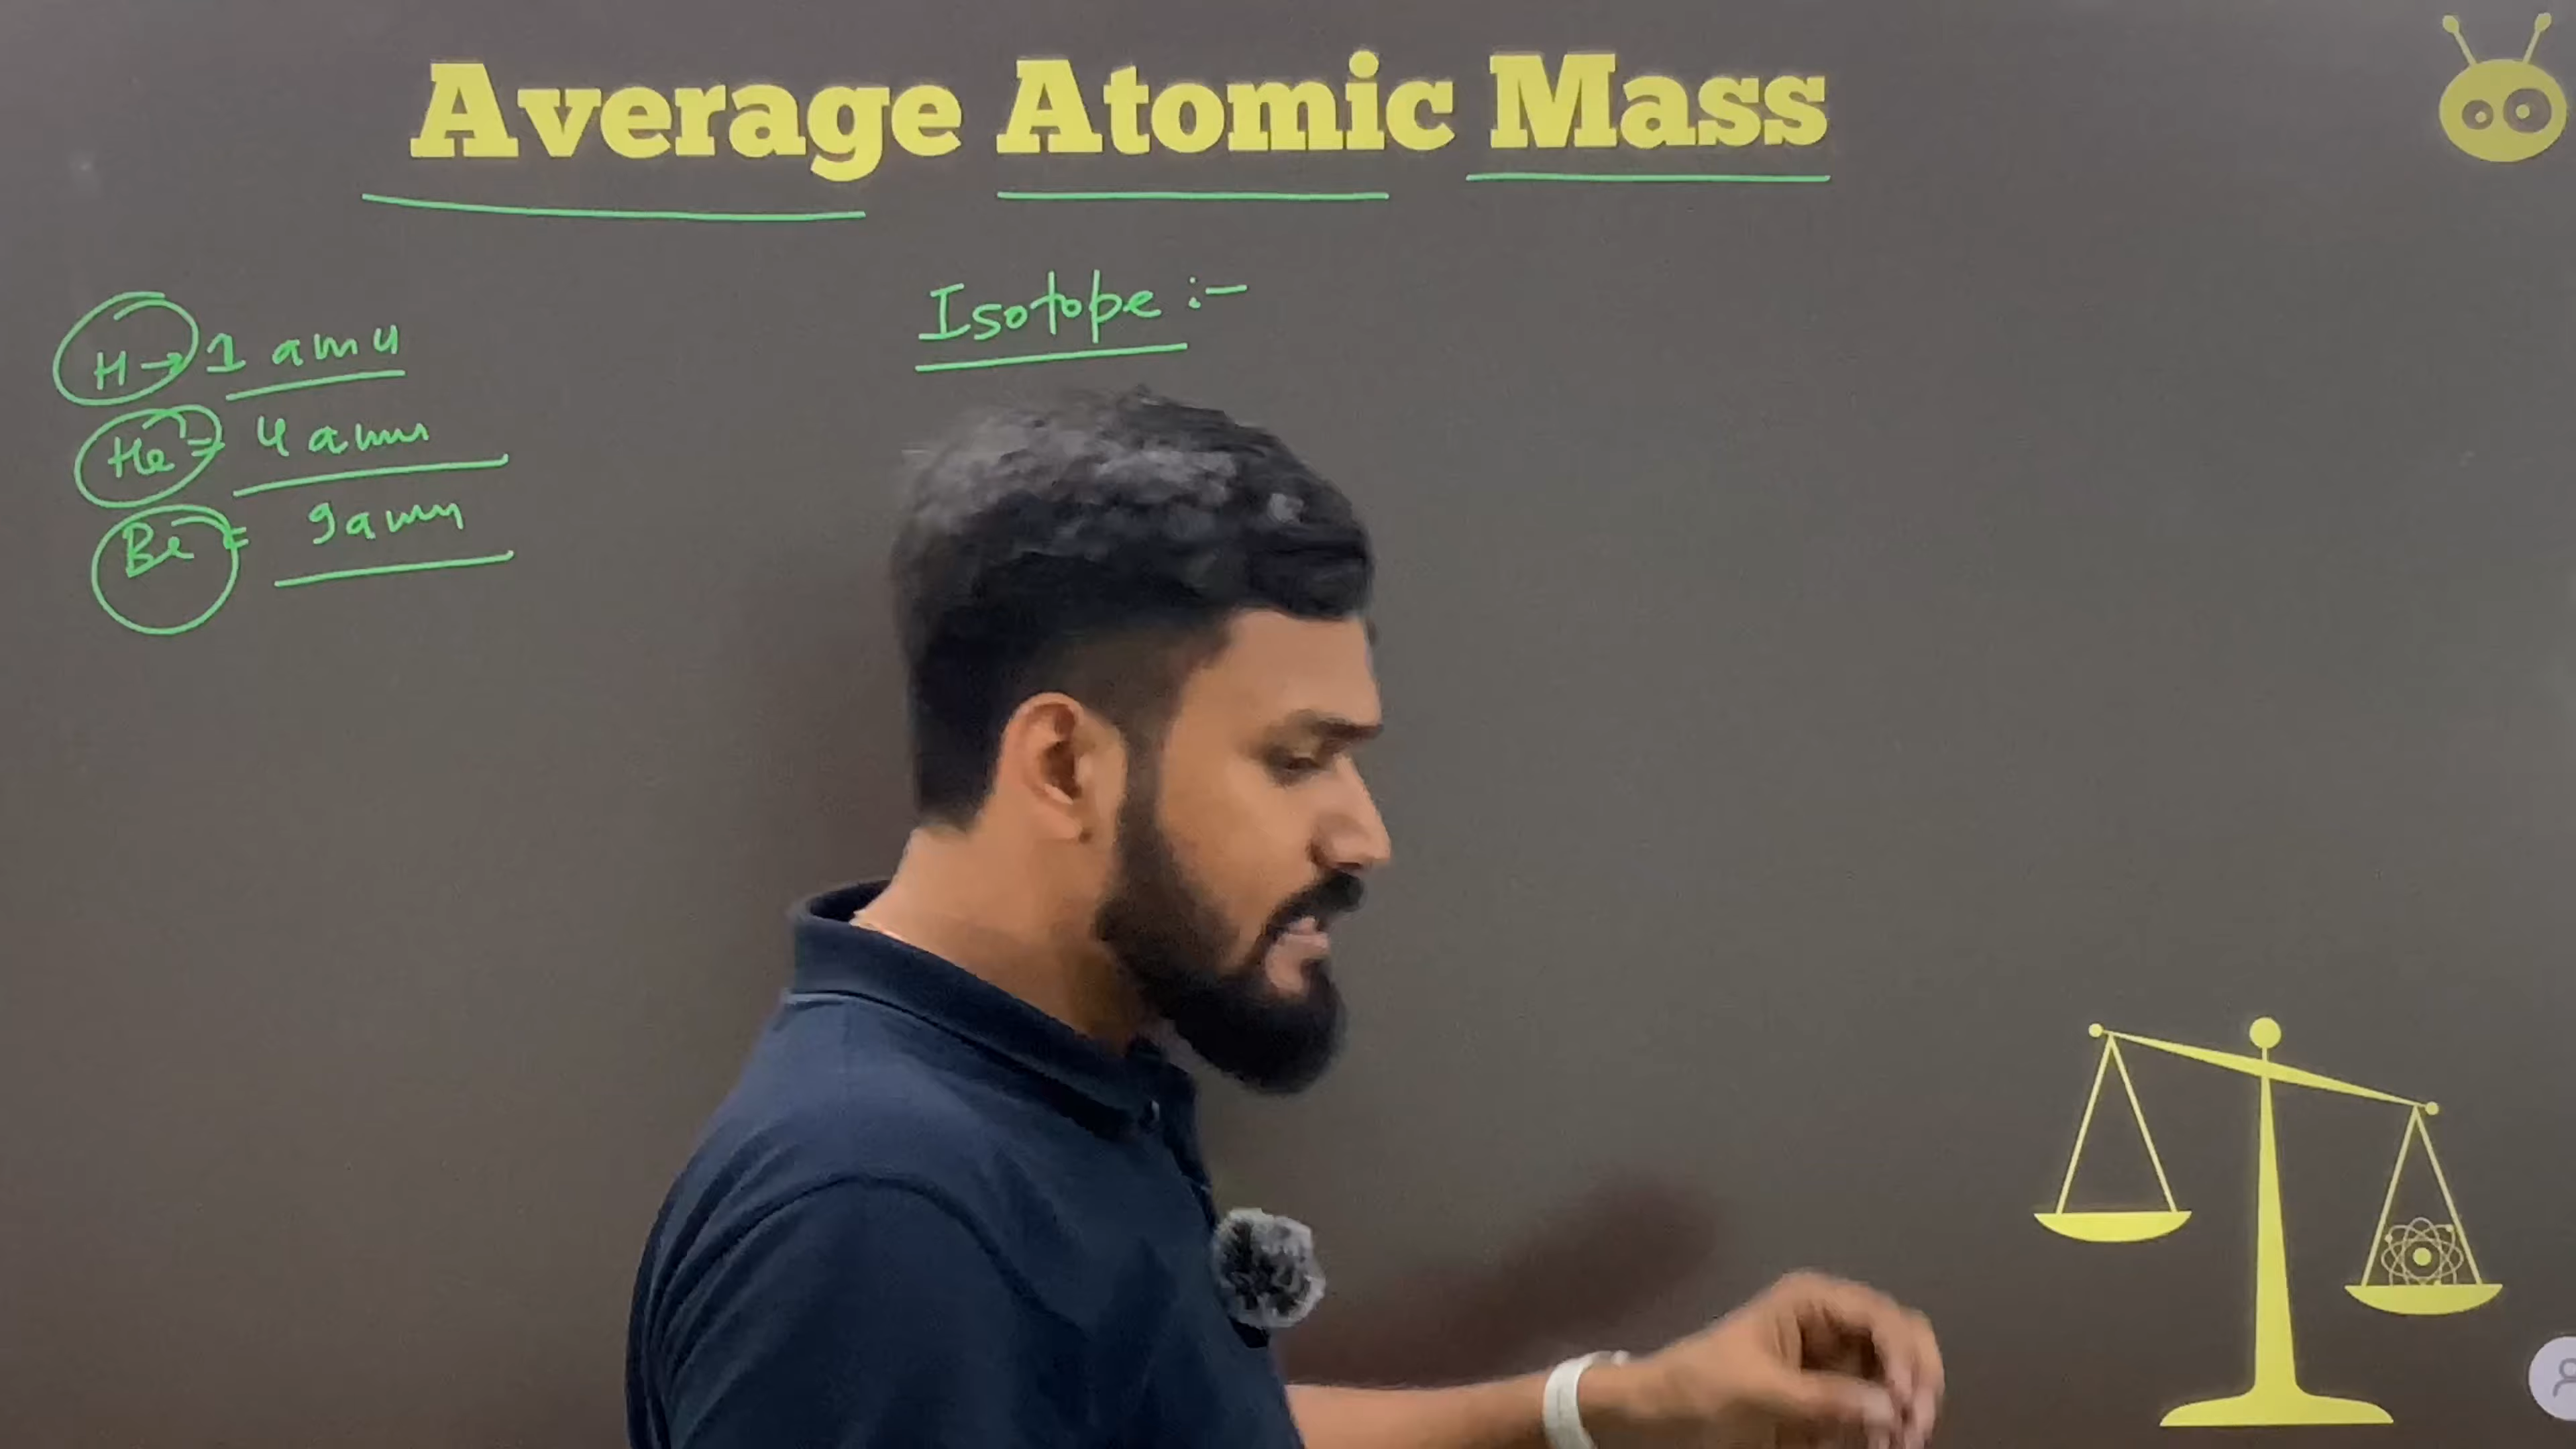 Average Atomic Mass
Isotope :-
H → 1 amu
He = 4 amu
Be = 9 amu